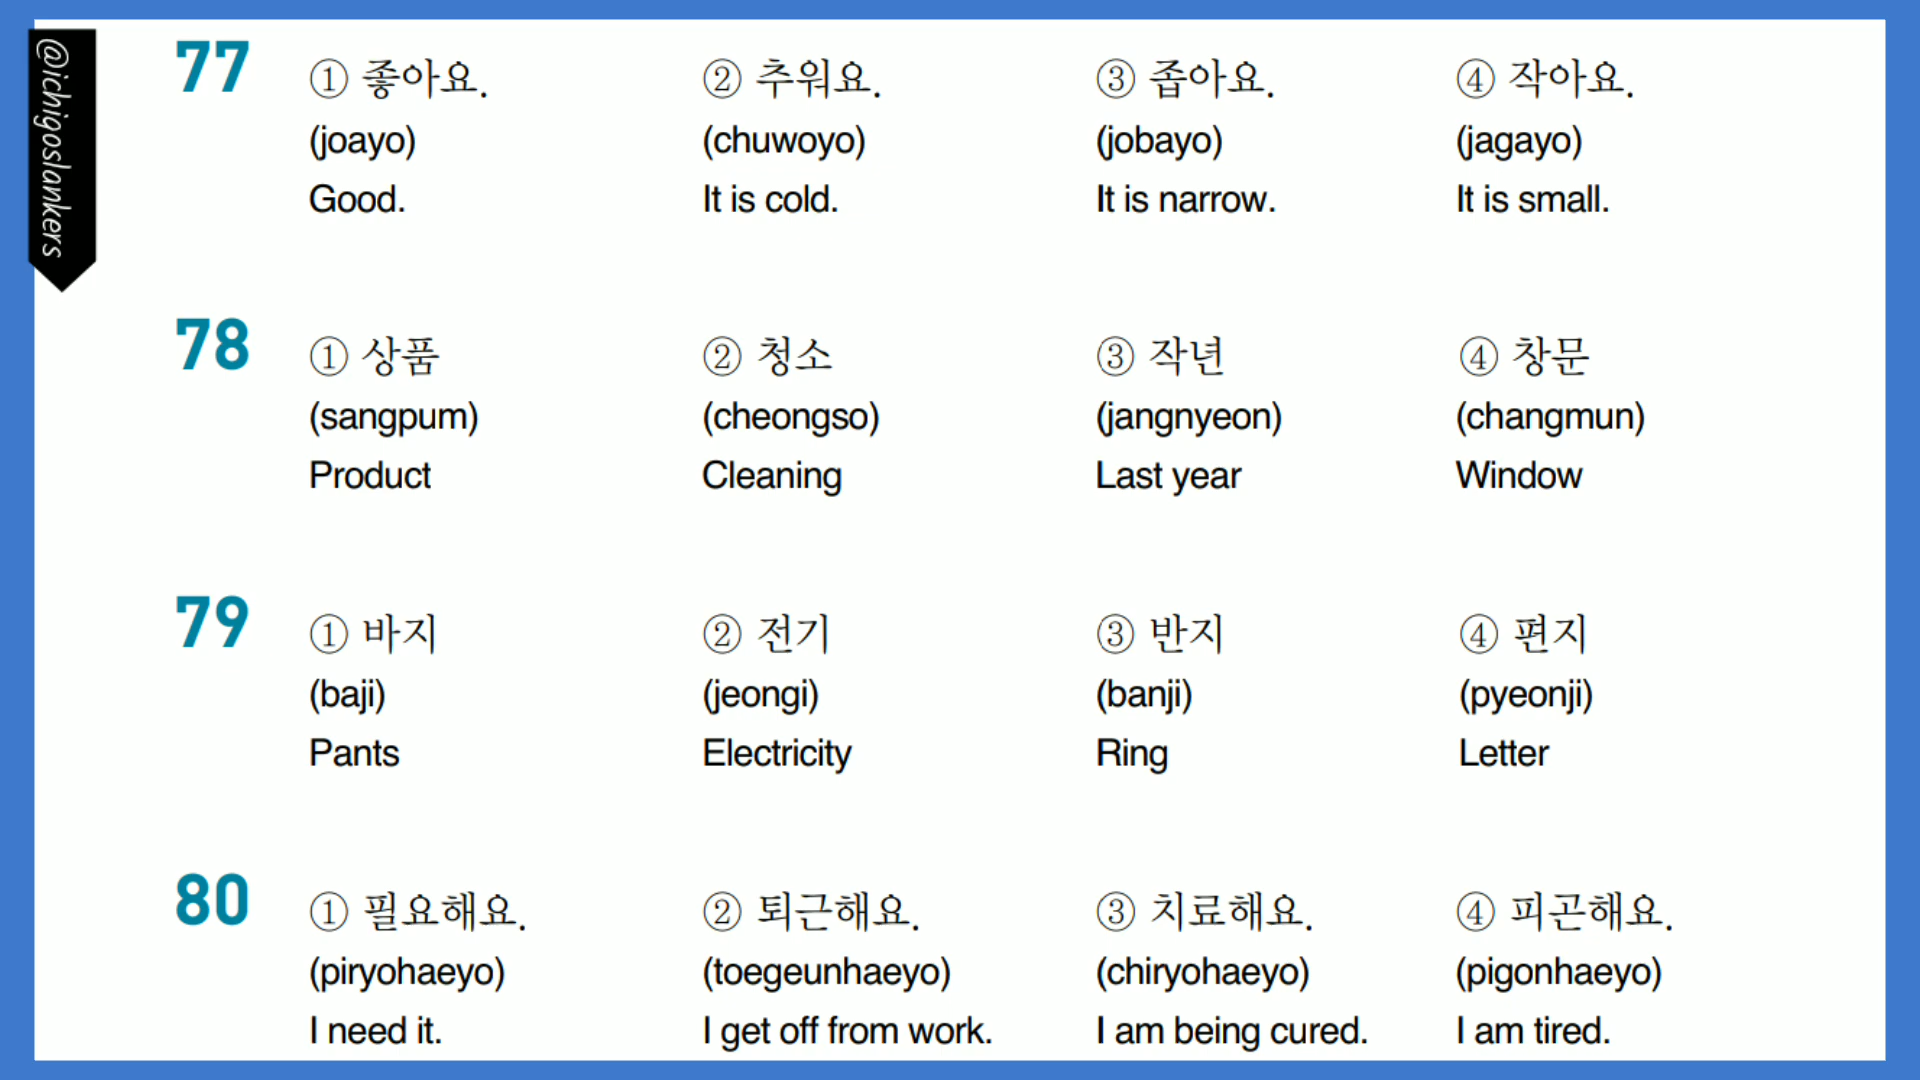 @ichigoslankers
77 ① 좋아요. ② 추워요. ③ 좁아요. ④ 작아요.
(joayo) (chuwoyo) (jobayo) (jagayo)
Good. It is cold. It is narrow. It is small.
78 ① 상품 ② 청소 ③ 작년 ④ 창문
(sangpum) (cheongso) (jangnyeon) (changmun)
Product Cleaning Last year Window
79 ① 바지 ② 전기 ③ 반지 ④ 편지
(baji) (jeongi) (banji) (pyeonji)
Pants Electricity Ring Letter
80 ① 필요해요. ② 퇴근해요. ③ 치료해요. ④ 피곤해요.
(piryohaeyo) (toegeunhaeyo) (chiryohaeyo) (pigonhaeyo)
I need it. I get off from work. I am being cured. I am tired.